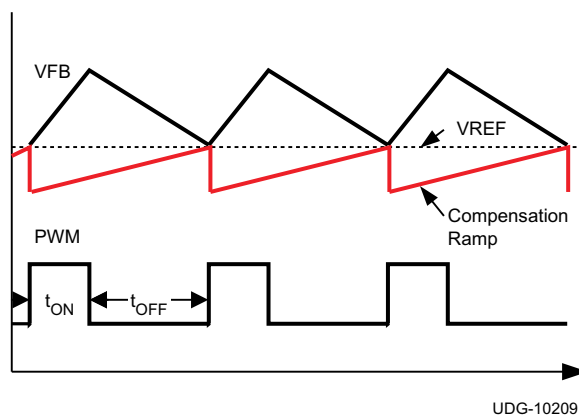 VFB
VREF
Compensation
Ramp
PWM
tON
tOFF
UDG-10209